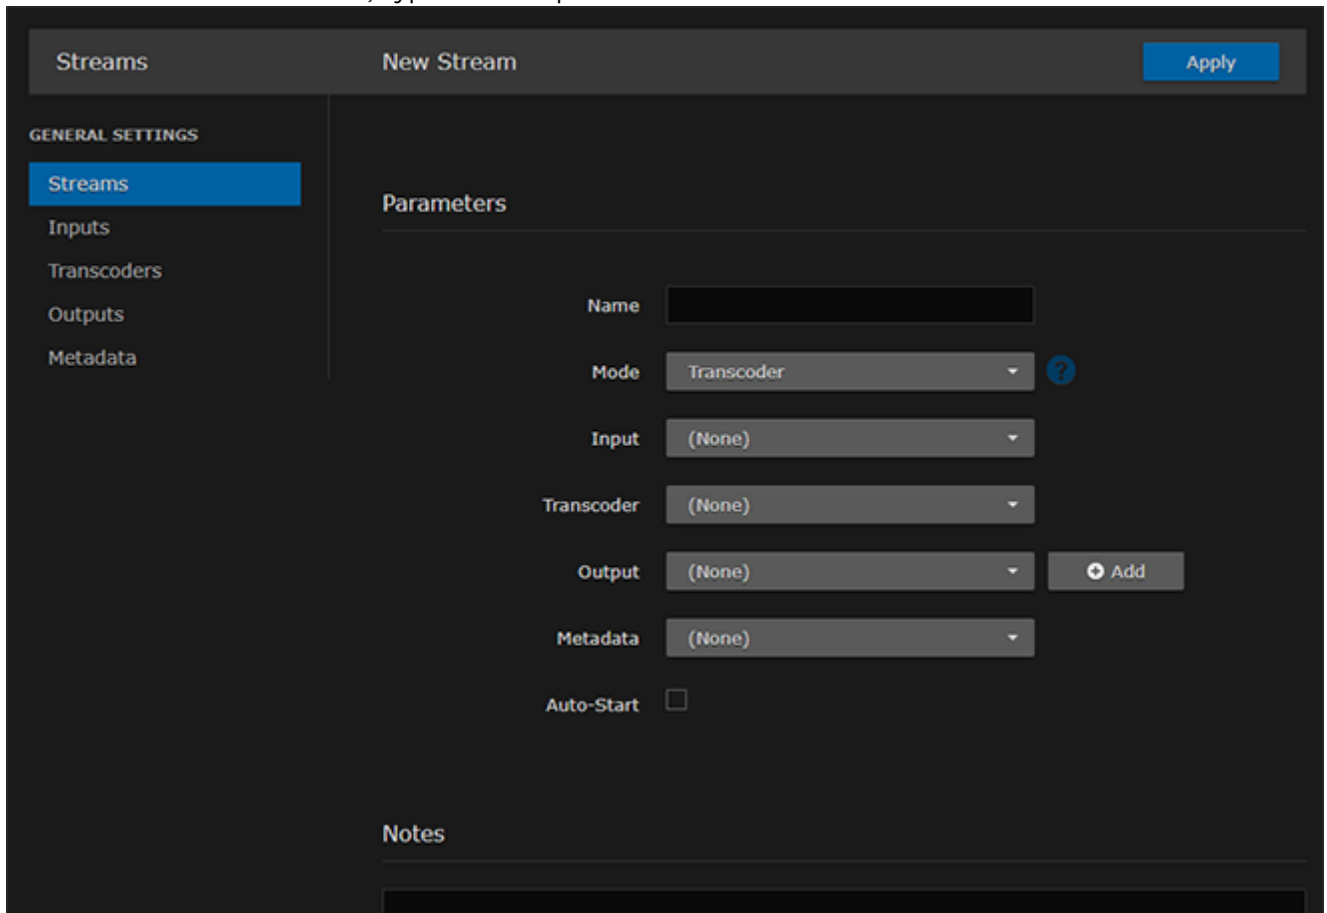 Streams New Stream Apply
GENERAL SETTINGS
Streams
Inputs
Transcoders
Outputs
Metadata
Parameters
Name
Mode Transcoder ?
Input (None)
Transcoder (None)
Output (None) Add
Metadata (None)
Auto-Start
Notes